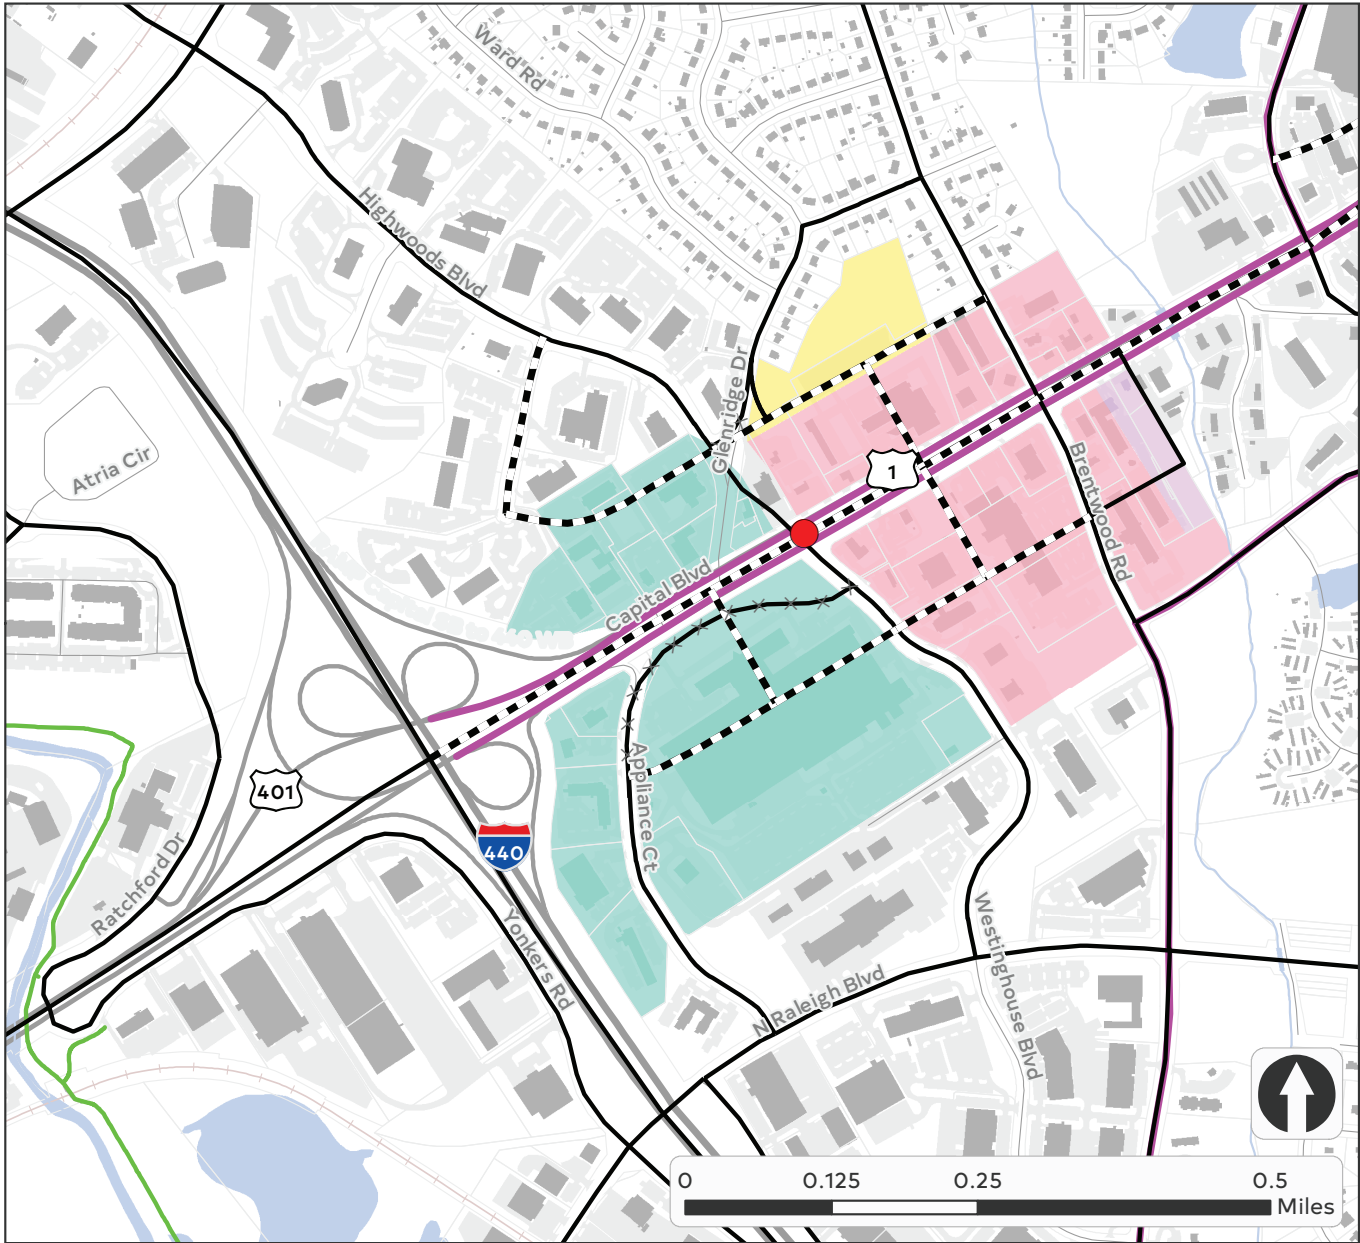 Ward Rd
Highwoods Blvd
Glenridge Dr
Atria Cir
1
Brentwood Rd
Capital Blvd
401
Appliance Ct
440
Ratchford Dr
Yonkers Rd
Westinghouse Blvd
N Raleigh Blvd
0 0.125 0.25 0.5
Miles